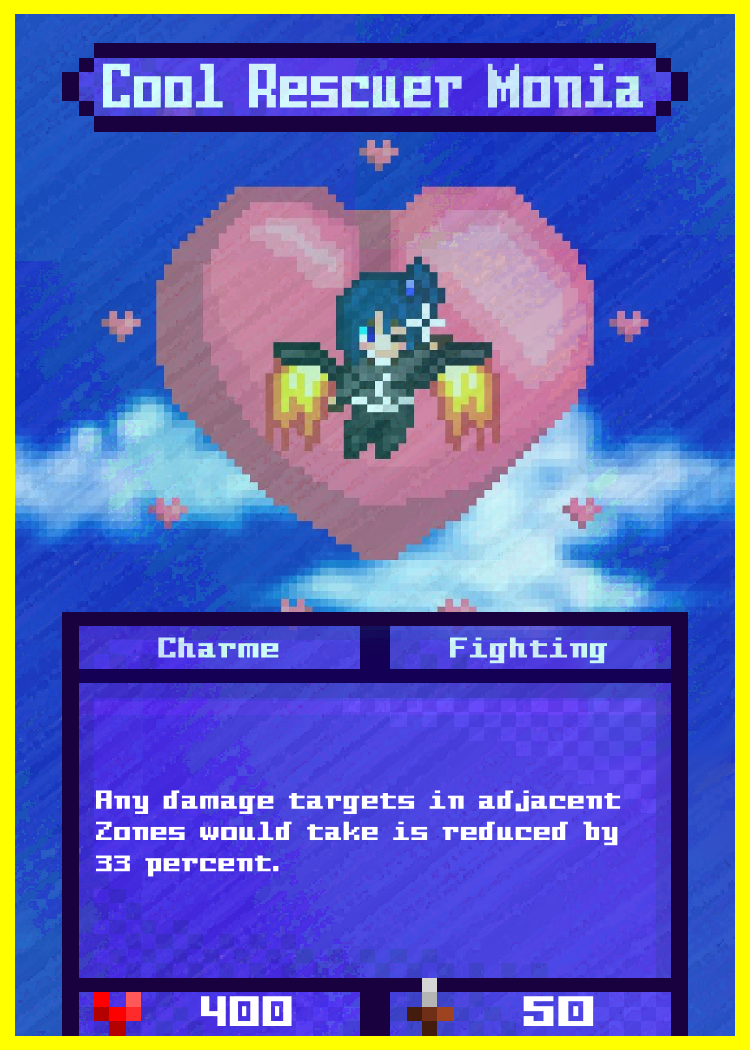 Cool Rescuer Monia
Charme
Fighting
Any damage targets in adjacent
Zones would take is reduced by
33 percent.
400
50